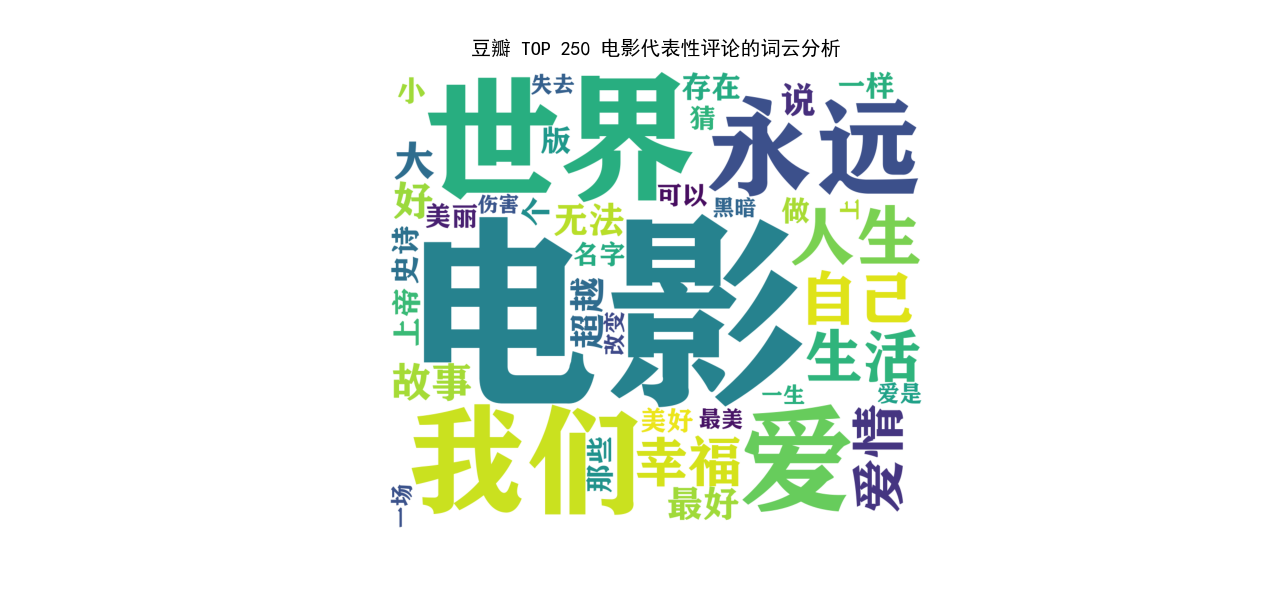 豆瓣 TOP 250 电影代表性评论的词云分析
小
世界
失去
版
存在
猜
永远
说
一样
大
好
美丽
伤害
个
无法
名字
可以
黑暗
做
上
人生
史诗
电影
超越
改变
自己
上帝
生活
故事
一生
爱是
我们
那些
美好
最美
幸福
最好
爱
爱情
一场